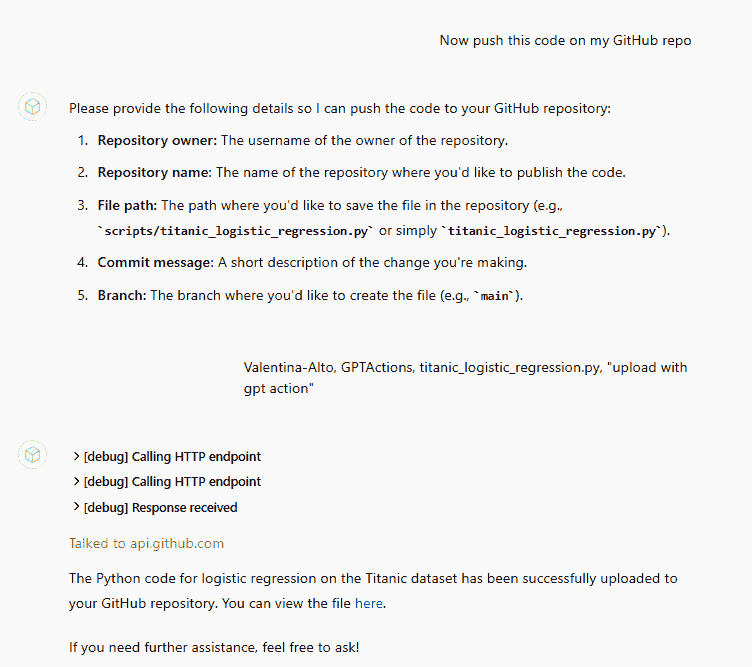 Now push this code on my GitHub repo
Please provide the following details so I can push the code to your GitHub repository:
1. Repository owner: The username of the owner of the repository.
2. Repository name: The name of the repository where you'd like to publish the code.
3. File path: The path where you'd like to save the file in the repository (e.g.,
`scripts/titanic_logistic_regression.py` or simply `titanic_logistic_regression.py`).
4. Commit message: A short description of the change you're making.
5. Branch: The branch where you'd like to create the file (e.g., `main`).
Valentina-Alto, GPTActions, titanic_logistic_regression.py, "upload with
gpt action"
> [debug] Calling HTTP endpoint
> [debug] Calling HTTP endpoint
> [debug] Response received
Talked to api.github.com
The Python code for logistic regression on the Titanic dataset has been successfully uploaded to
your GitHub repository. You can view the file here.
If you need further assistance, feel free to ask!